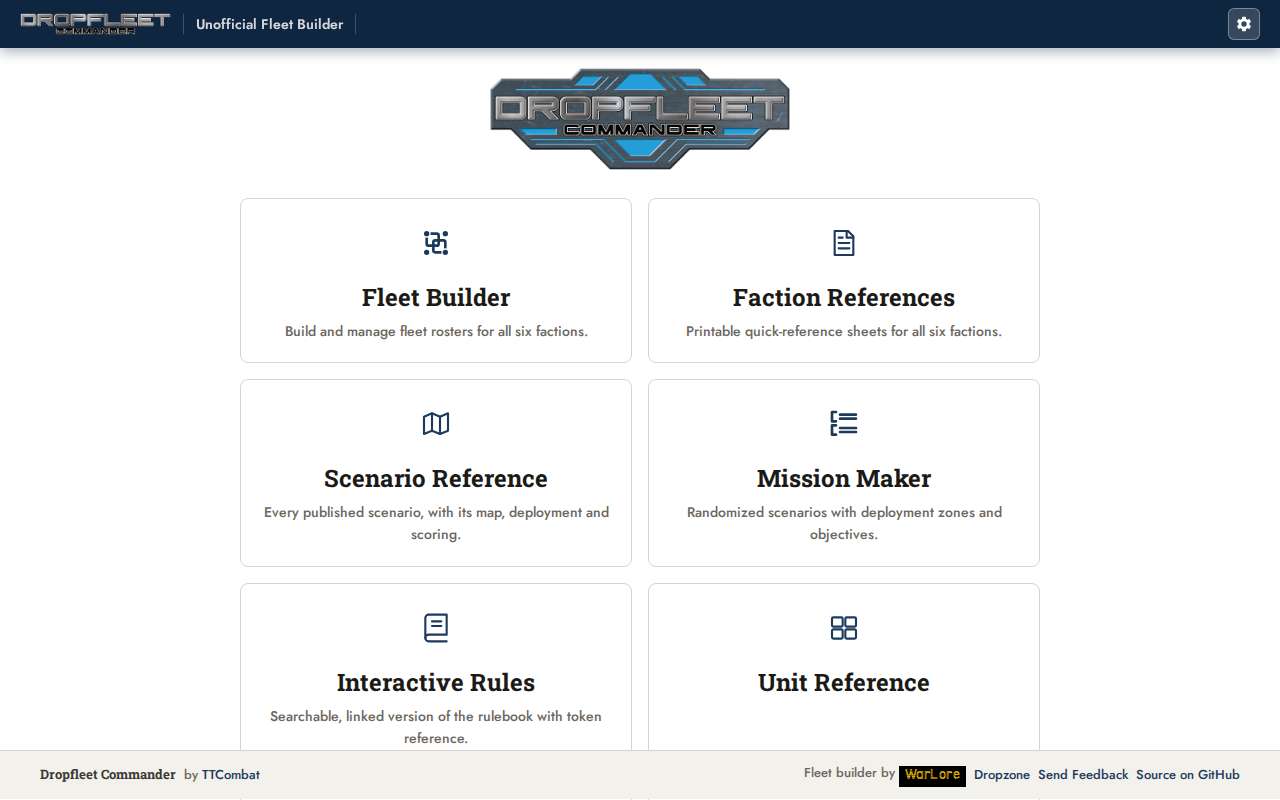 DROPFLEET
COMMANDER
Unofficial Fleet Builder
DROPFLEET
COMMANDER
Fleet Builder
Build and manage fleet rosters for all six factions.
Faction References
Printable quick-reference sheets for all six factions.
Scenario Reference
Every published scenario, with its map, deployment and
scoring.
Mission Maker
Randomized scenarios with deployment zones and
objectives.
Interactive Rules
Searchable, linked version of the rulebook with token
reference.
Unit Reference
Dropfleet Commander by TTCombat
Fleet builder by WarLore Dropzone Send Feedback Source on GitHub